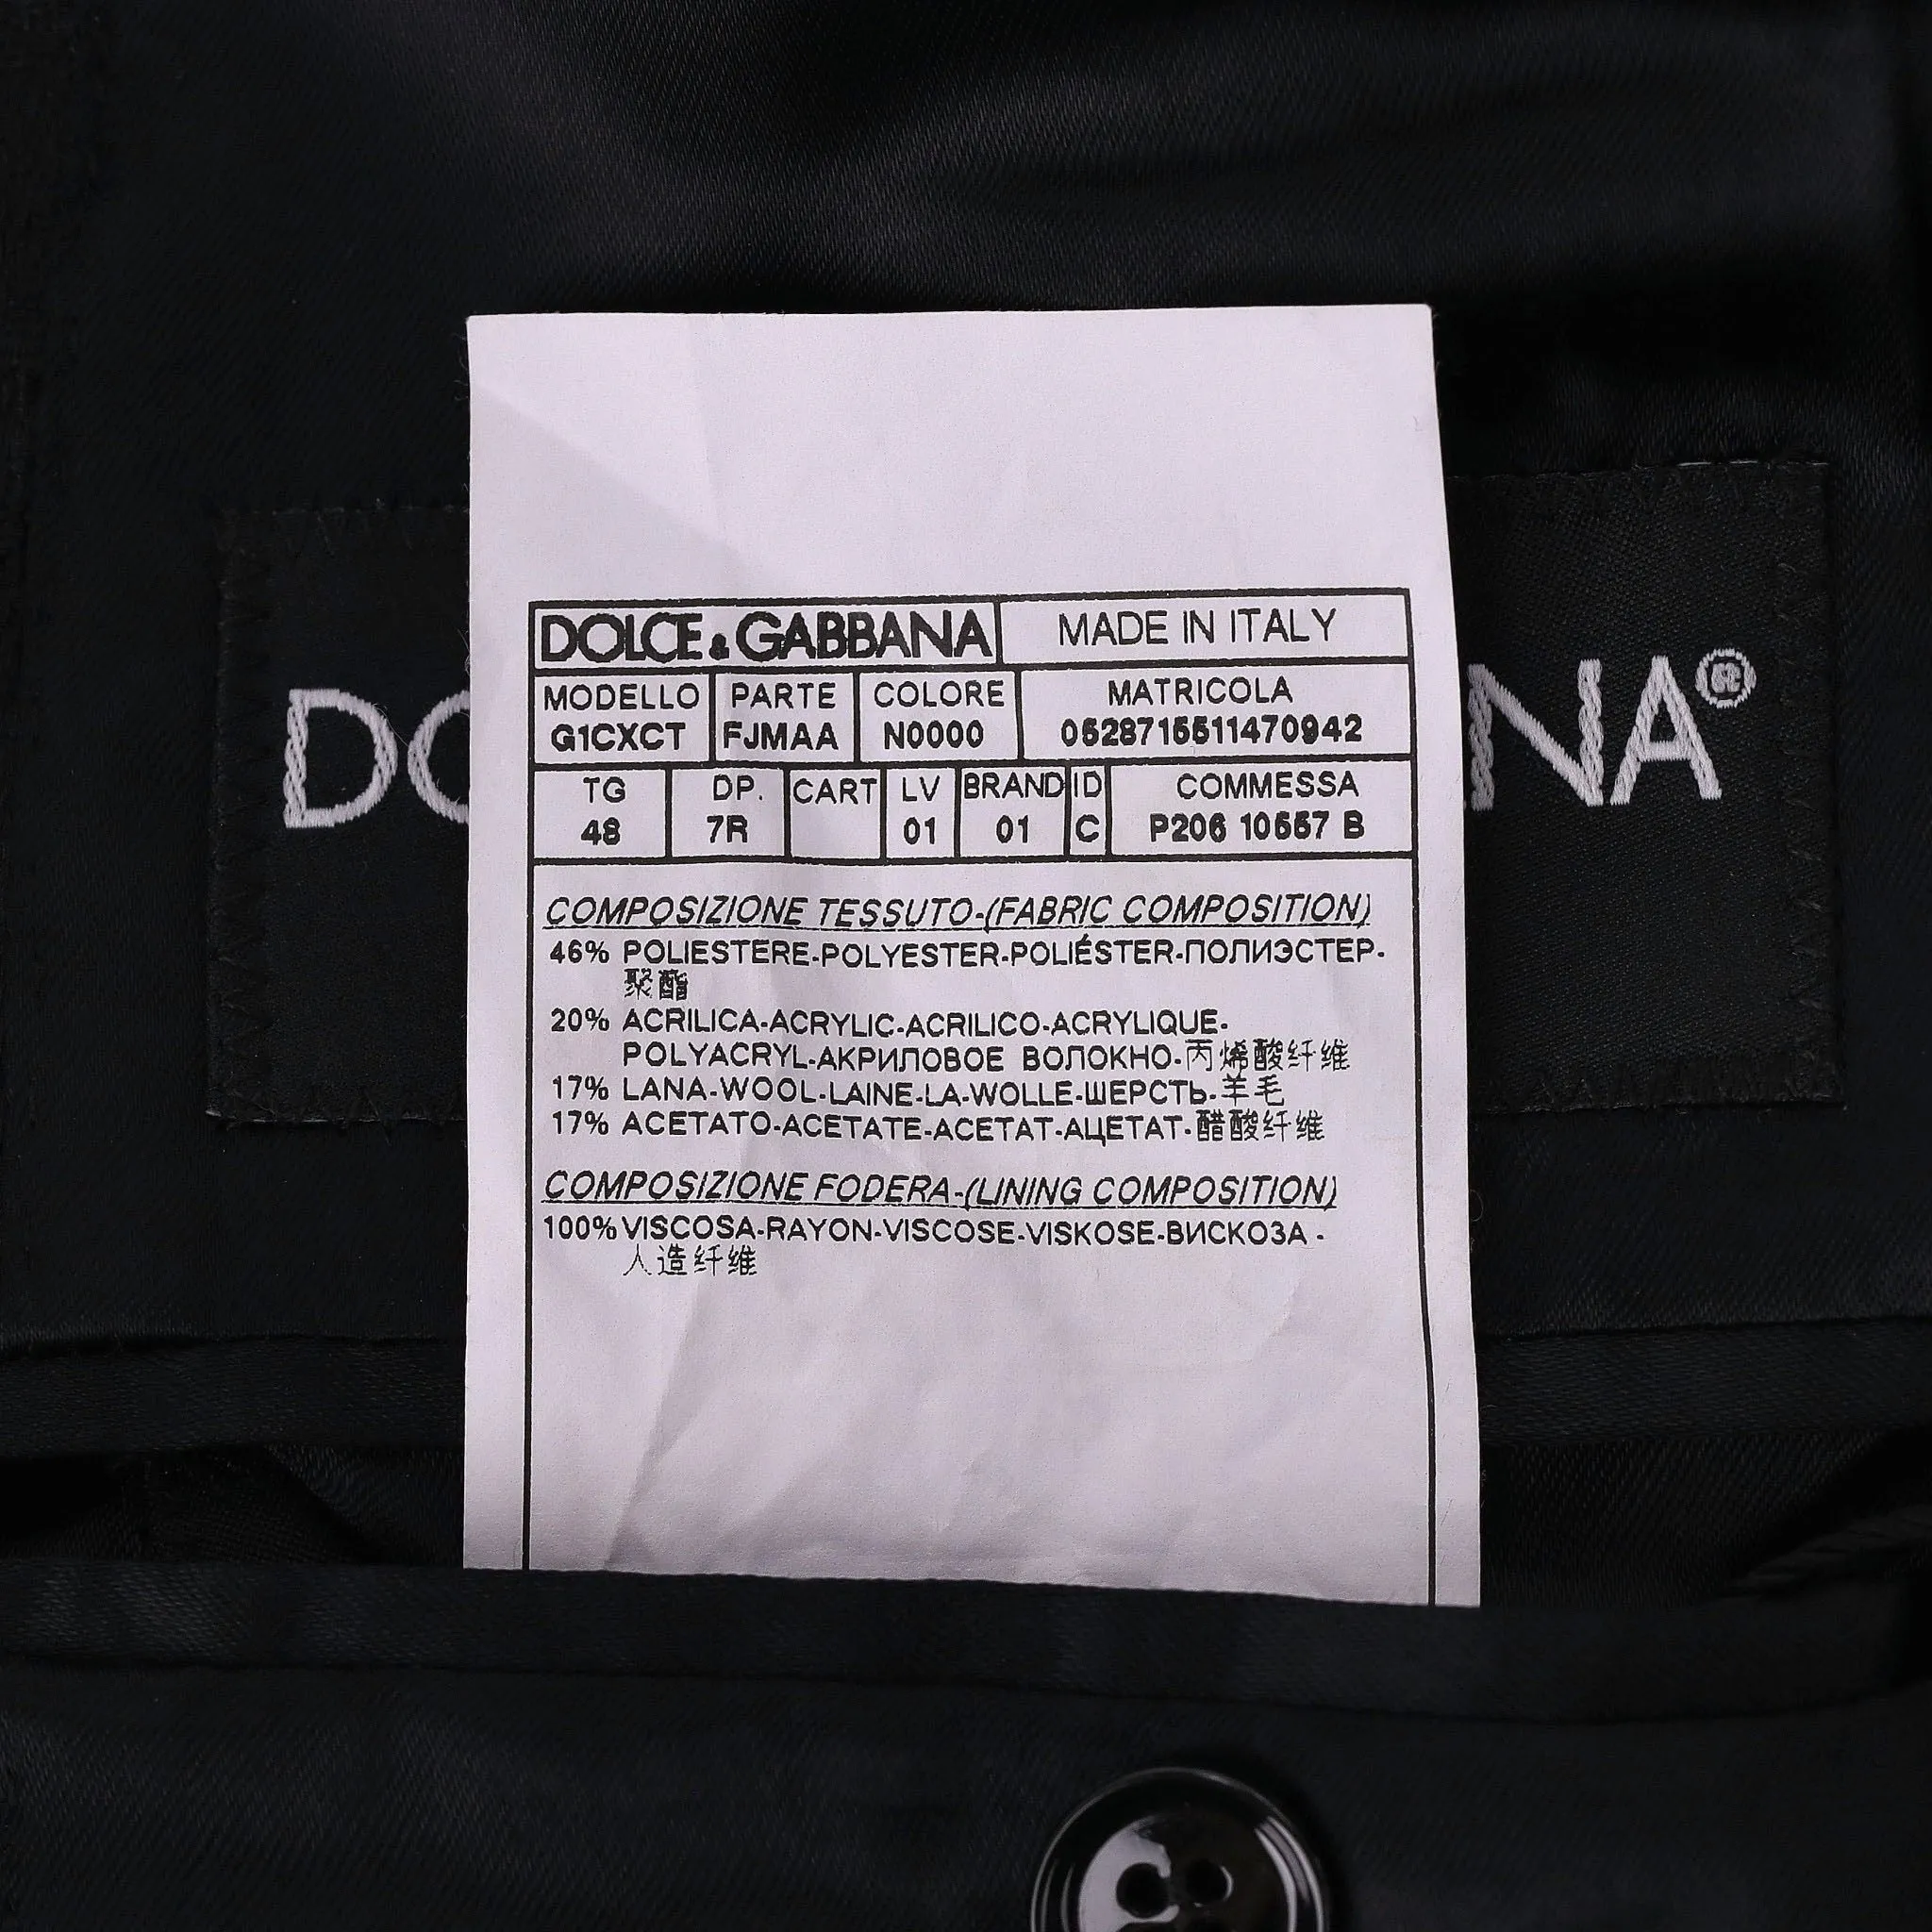 DOLCE & GABBANA MADE IN ITALY
MODELLO PARTE COLORE MATRICOLA
G1CXCT FJMAA N0000 0528715511470942
TG DP. CART LV BRAND ID COMMESSA
48 7R 01 01 C P206 10557 B
COMPOSIZIONE TESSUTO-(FABRIC COMPOSITION)
46% POLIESTERE-POLYESTER-POLIÉSTER-ПОЛИЭСТЕР-
聚酯
20% ACRILICA-ACRYLIC-ACRILICO-ACRYLIQUE-
POLYACRYL-АКРИЛОВОЕ ВОЛОКНО-丙烯酸纤维
17% LANA-WOOL-LAINE-LA-WOLLE-ШЕРСТЬ-羊毛
17% ACETATO-ACETATE-ACETAT-АЦЕТАТ-醋酸纤维
COMPOSIZIONE FODERA-(LINING COMPOSITION)
100% VISCOSA-RAYON-VISCOSE-VISKOSE-ВИСКОЗА -
人造纤维
DO NA®